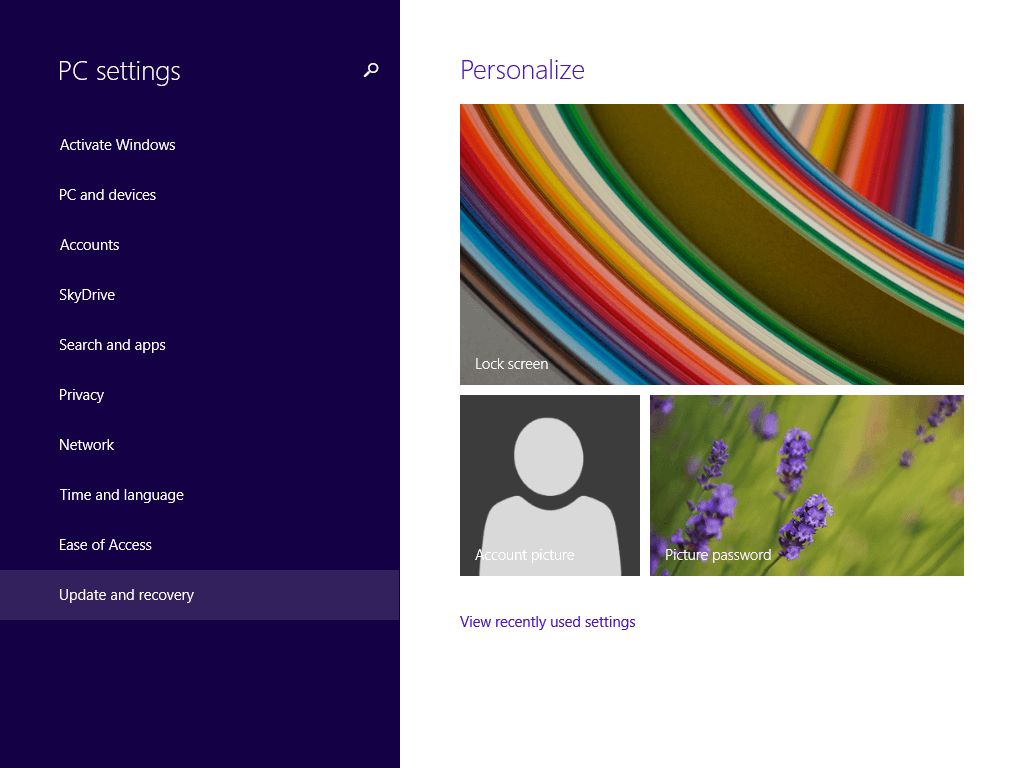 PC settings
Activate Windows
PC and devices
Accounts
SkyDrive
Search and apps
Privacy
Network
Time and language
Ease of Access
Update and recovery
Personalize
Lock screen
Account picture
Picture password
View recently used settings